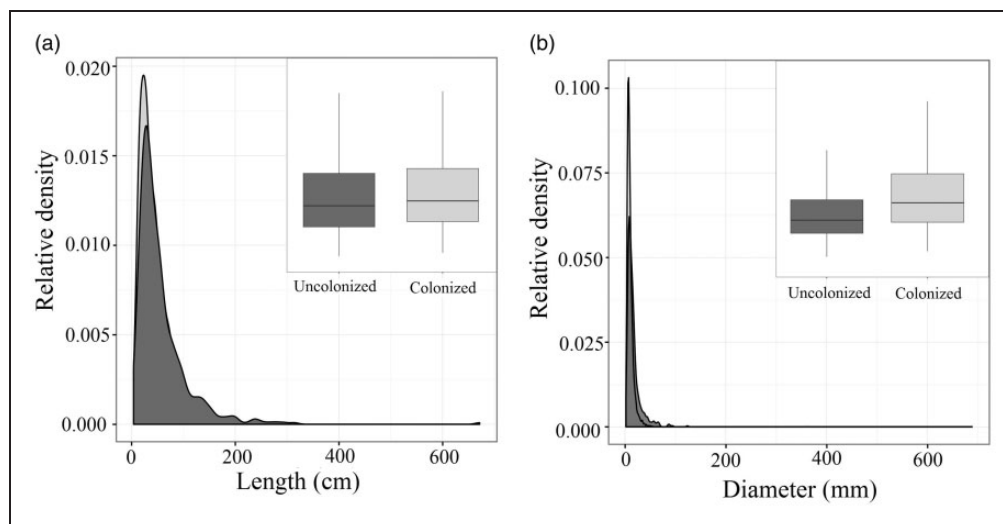 (a)
0.020
0.015
0.010
0.005
0.000
Relative density
Uncolonized Colonized
0 200 400 600
Length (cm)
(b)
0.100
0.075
0.050
0.025
0.000
Relative density
Uncolonized Colonized
0 200 400 600
Diameter (mm)